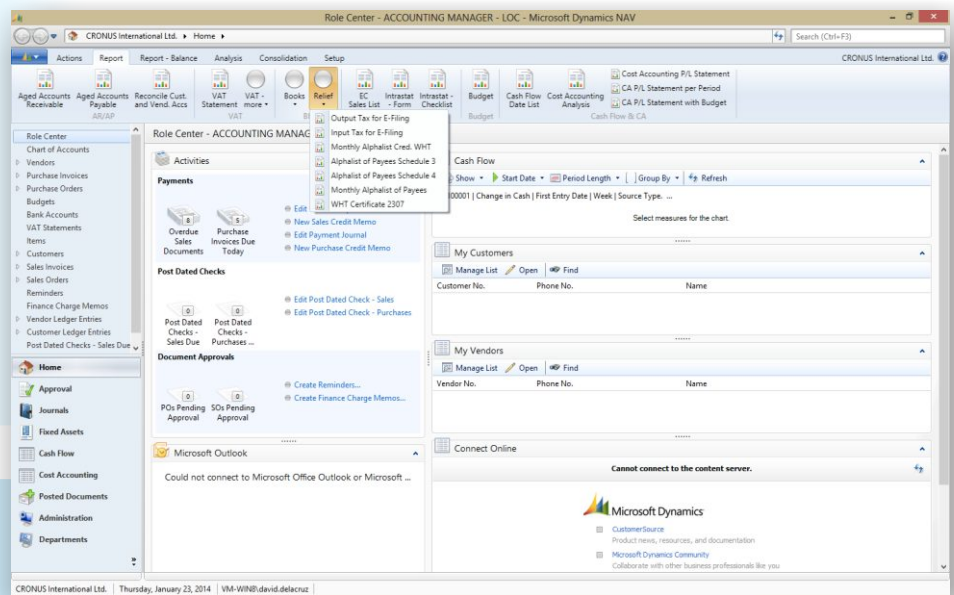 Role Center - ACCOUNTING MANAGER - LOC - Microsoft Dynamics NAV
CRONUS International Ltd. ▸ Home ▸
Search (Ctrl+F3)
Actions Report Report - Balance Analysis Consolidation Setup
CRONUS International Ltd.
Aged Accounts Receivable
Aged Accounts Payable
Reconcile Cust. and Vend. Accs
AR/AP
VAT Statement
VAT - more
VAT
Books
Relief
EC Sales List
Intrastat - Form
Intrastat - Checklist
Budget
Budget
Cash Flow Date List
Cost Accounting Analysis
Cost Accounting P/L Statement
CA P/L Statement per Period
CA P/L Statement with Budget
Cash Flow & CA
Output Tax for E-Filing
Input Tax for E-Filing
Monthly Alphalist Cred. WHT
Alphalist of Payees Schedule 3
Alphalist of Payees Schedule 4
Monthly Alphalist of Payees
WHT Certificate 2307
Role Center
Chart of Accounts
Vendors
Purchase Invoices
Purchase Orders
Budgets
Bank Accounts
VAT Statements
Items
Customers
Sales Invoices
Sales Orders
Reminders
Finance Charge Memos
Vendor Ledger Entries
Customer Ledger Entries
Post Dated Checks - Sales Due
Home
Approval
Journals
Fixed Assets
Cash Flow
Cost Accounting
Posted Documents
Administration
Departments
Role Center - ACCOUNTING MANAG
Activities
Payments
5
Overdue Sales Documents
5
Purchase Invoices Due Today
Edit
New Sales Credit Memo
Edit Payment Journal
New Purchase Credit Memo
Post Dated Checks
0
Post Dated Checks - Sales Due
0
Post Dated Checks - Purchases ...
Edit Post Dated Check - Sales
Edit Post Dated Check - Purchases
Document Approvals
0
POs Pending Approval
0
SOs Pending Approval
Create Reminders...
Create Finance Charge Memos...
Microsoft Outlook
Could not connect to Microsoft Office Outlook or Microsoft ...
Cash Flow
Show Start Date Period Length [ ] Group By Refresh
00001 | Change in Cash | First Entry Date | Week | Source Type. ...
Select measures for the chart.
My Customers
Manage List Open Find
Customer No. Phone No. Name
My Vendors
Manage List Open Find
Vendor No. Phone No. Name
Connect Online
Cannot connect to the content server.
Microsoft Dynamics
CustomerSource
Product news, resources, and documentation
Microsoft Dynamics Community
Collaborate with other business professionals like you
CRONUS International Ltd. Thursday, January 23, 2014 VM-WIN8\david.delacruz